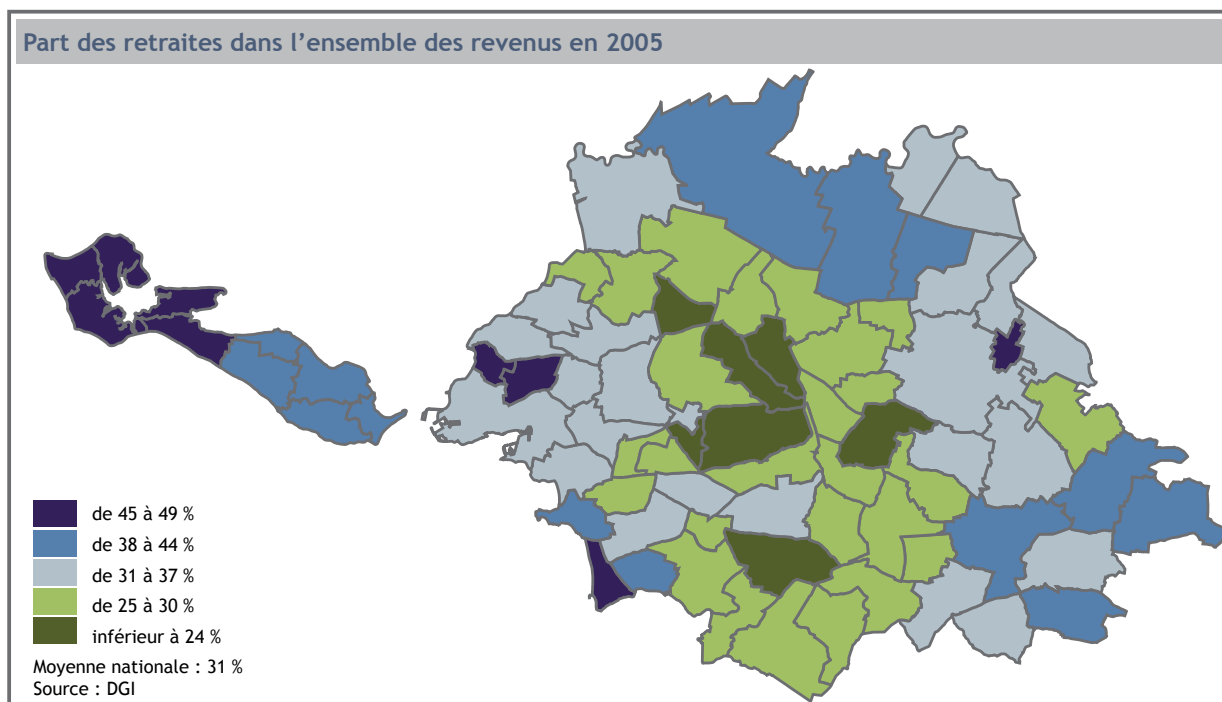 Part des retraites dans l’ensemble des revenus en 2005
de 45 à 49 %
de 38 à 44 %
de 31 à 37 %
de 25 à 30 %
inférieur à 24 %
Moyenne nationale : 31 %
Source : DGI